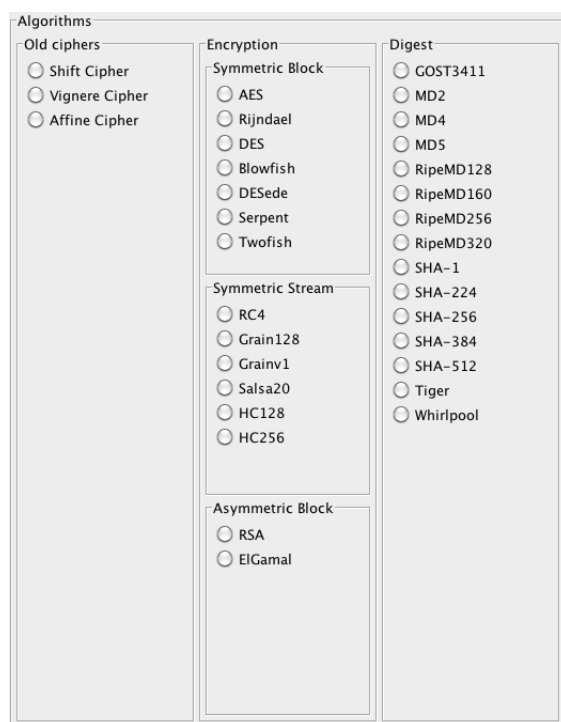 Algorithms
Old ciphers
Shift Cipher
Vignere Cipher
Affine Cipher
Encryption
Symmetric Block
AES
Rijndael
DES
Blowfish
DESede
Serpent
Twofish
Symmetric Stream
RC4
Grain128
Grainv1
Salsa20
HC128
HC256
Asymmetric Block
RSA
ElGamal
Digest
GOST3411
MD2
MD4
MD5
RipeMD128
RipeMD160
RipeMD256
RipeMD320
SHA-1
SHA-224
SHA-256
SHA-384
SHA-512
Tiger
Whirlpool